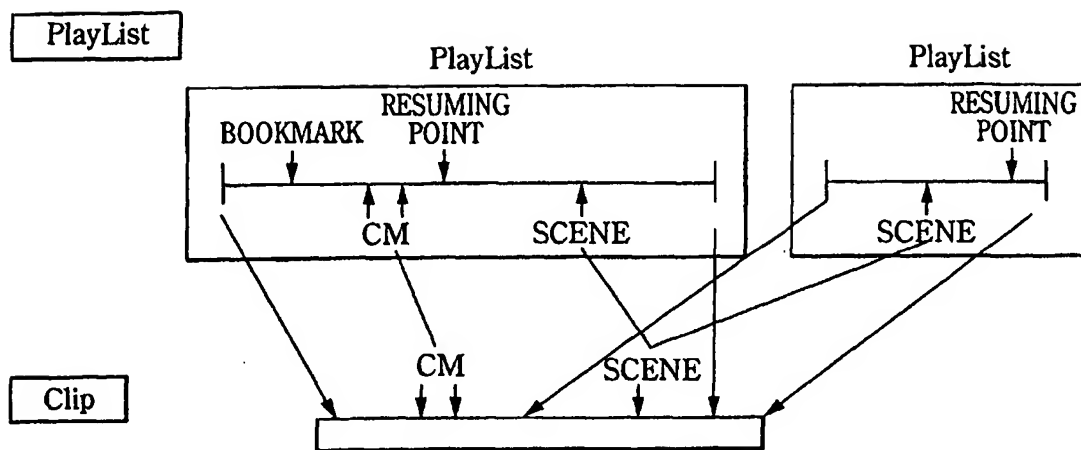 PlayList
PlayList
PlayList
BOOKMARK
RESUMING
POINT
CM
SCENE
RESUMING
POINT
SCENE
CM
SCENE
Clip